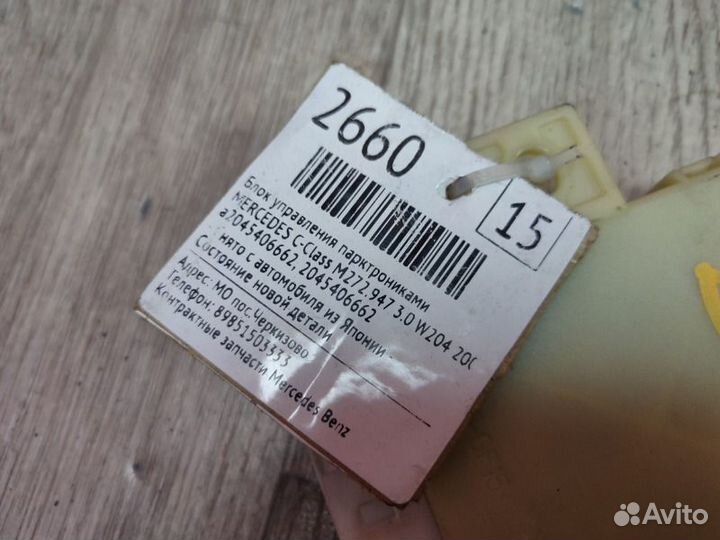 2660
15
Блок управления парктрониками
MERCEDES C-Class M272.947 3.0 W204 200
a2045406662, 2045406662
Снято с автомобиля из Японии
Состояние новой детали
Адрес: МО пос.Черкизово
Телефон: 89851503333
Контрактные запчасти Mercedes Benz
Avito